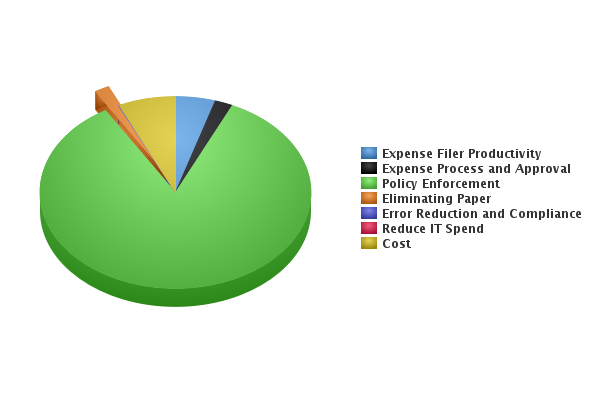 Expense Filer Productivity
Expense Process and Approval
Policy Enforcement
Eliminating Paper
Error Reduction and Compliance
Reduce IT Spend
Cost